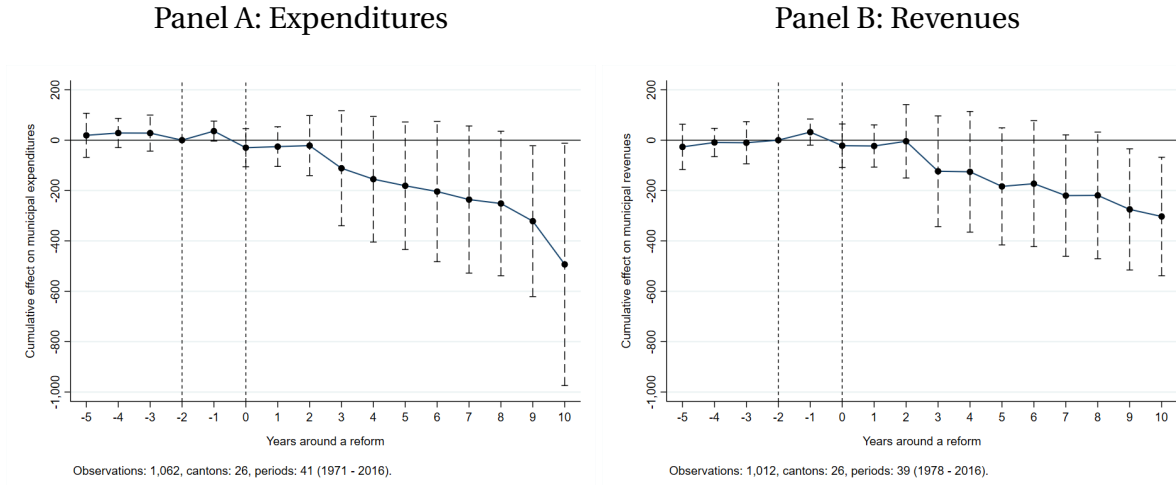 Panel A: Expenditures
Cumulative effect on municipal expenditures
200
0
-200
-400
-600
-800
-1,000
-5 -4 -3 -2 -1 0 1 2 3 4 5 6 7 8 9 10
Years around a reform
Observations: 1,062, cantons: 26, periods: 41 (1971 - 2016).
Panel B: Revenues
Cumulative effect on municipal revenues
200
0
-200
-400
-600
-800
-1,000
-5 -4 -3 -2 -1 0 1 2 3 4 5 6 7 8 9 10
Years around a reform
Observations: 1,012, cantons: 26, periods: 39 (1978 - 2016).